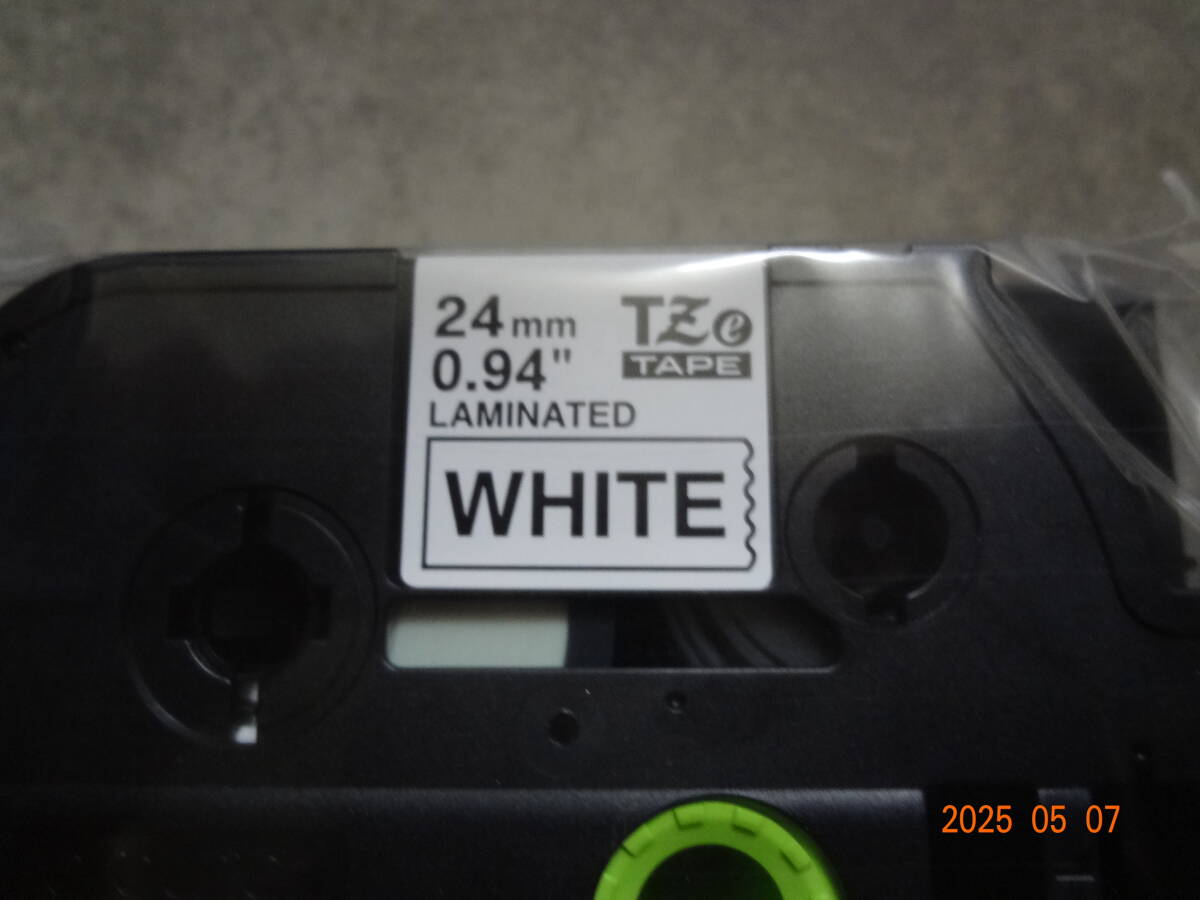 24mm
0.94"
LAMINATED
TZe
TAPE
WHITE
2025 05 07